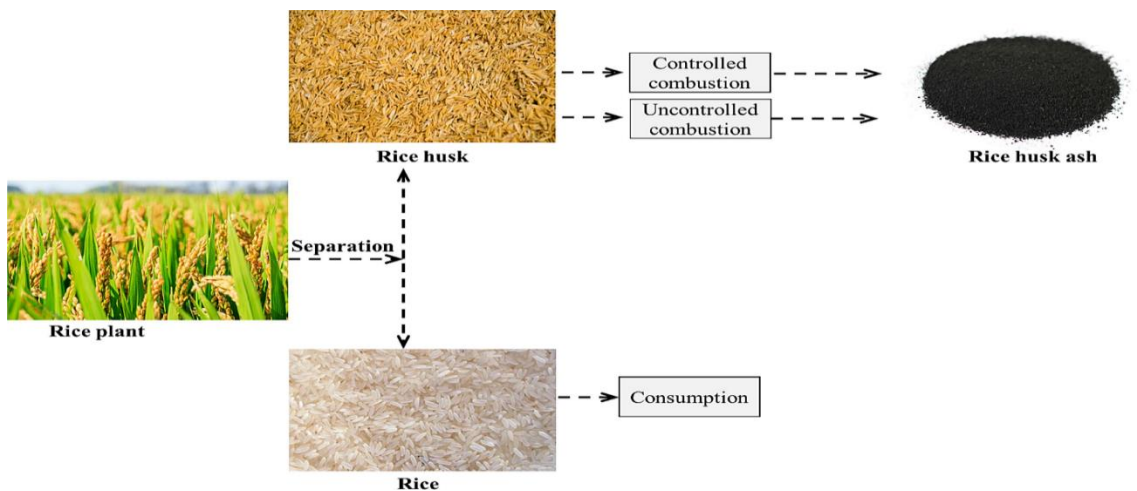 Controlled
combustion
Uncontrolled
combustion
Rice husk
Rice husk ash
Separation
Rice plant
Consumption
Rice